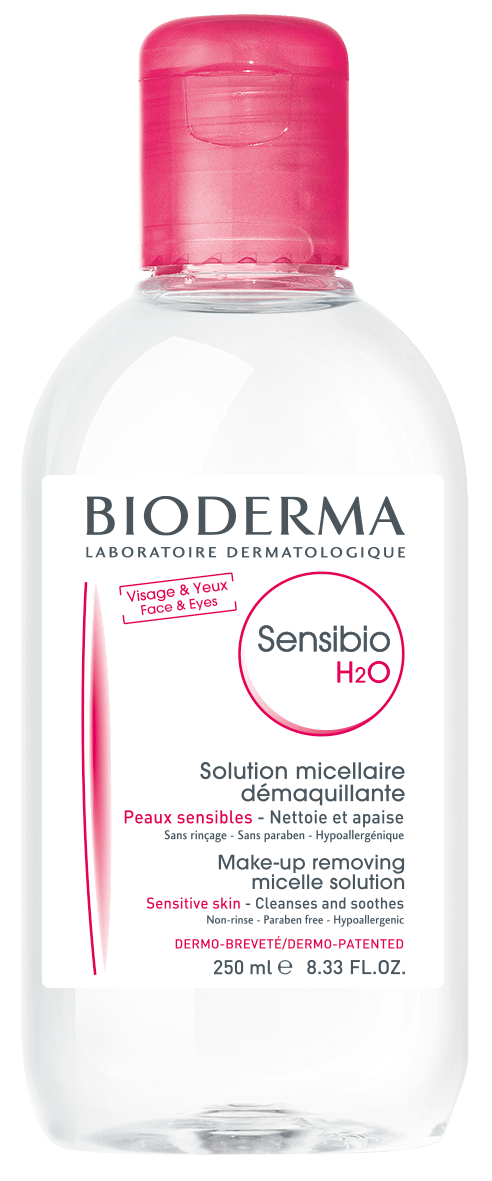 BIODERMA
LABORATOIRE DERMATOLOGIQUE
Visage & Yeux
Face & Eyes
Sensibio
H2O
Solution micellaire
démaquillante
Peaux sensibles - Nettoie et apaise
Sans rinçage - Sans paraben - Hypoallergénique
Make-up removing
micelle solution
Sensitive skin - Cleanses and soothes
Non-rinse - Paraben free - Hypoallergenic
DERMO-BREVETÉ/DERMO-PATENTED
250 ml e 8.33 FL.OZ.